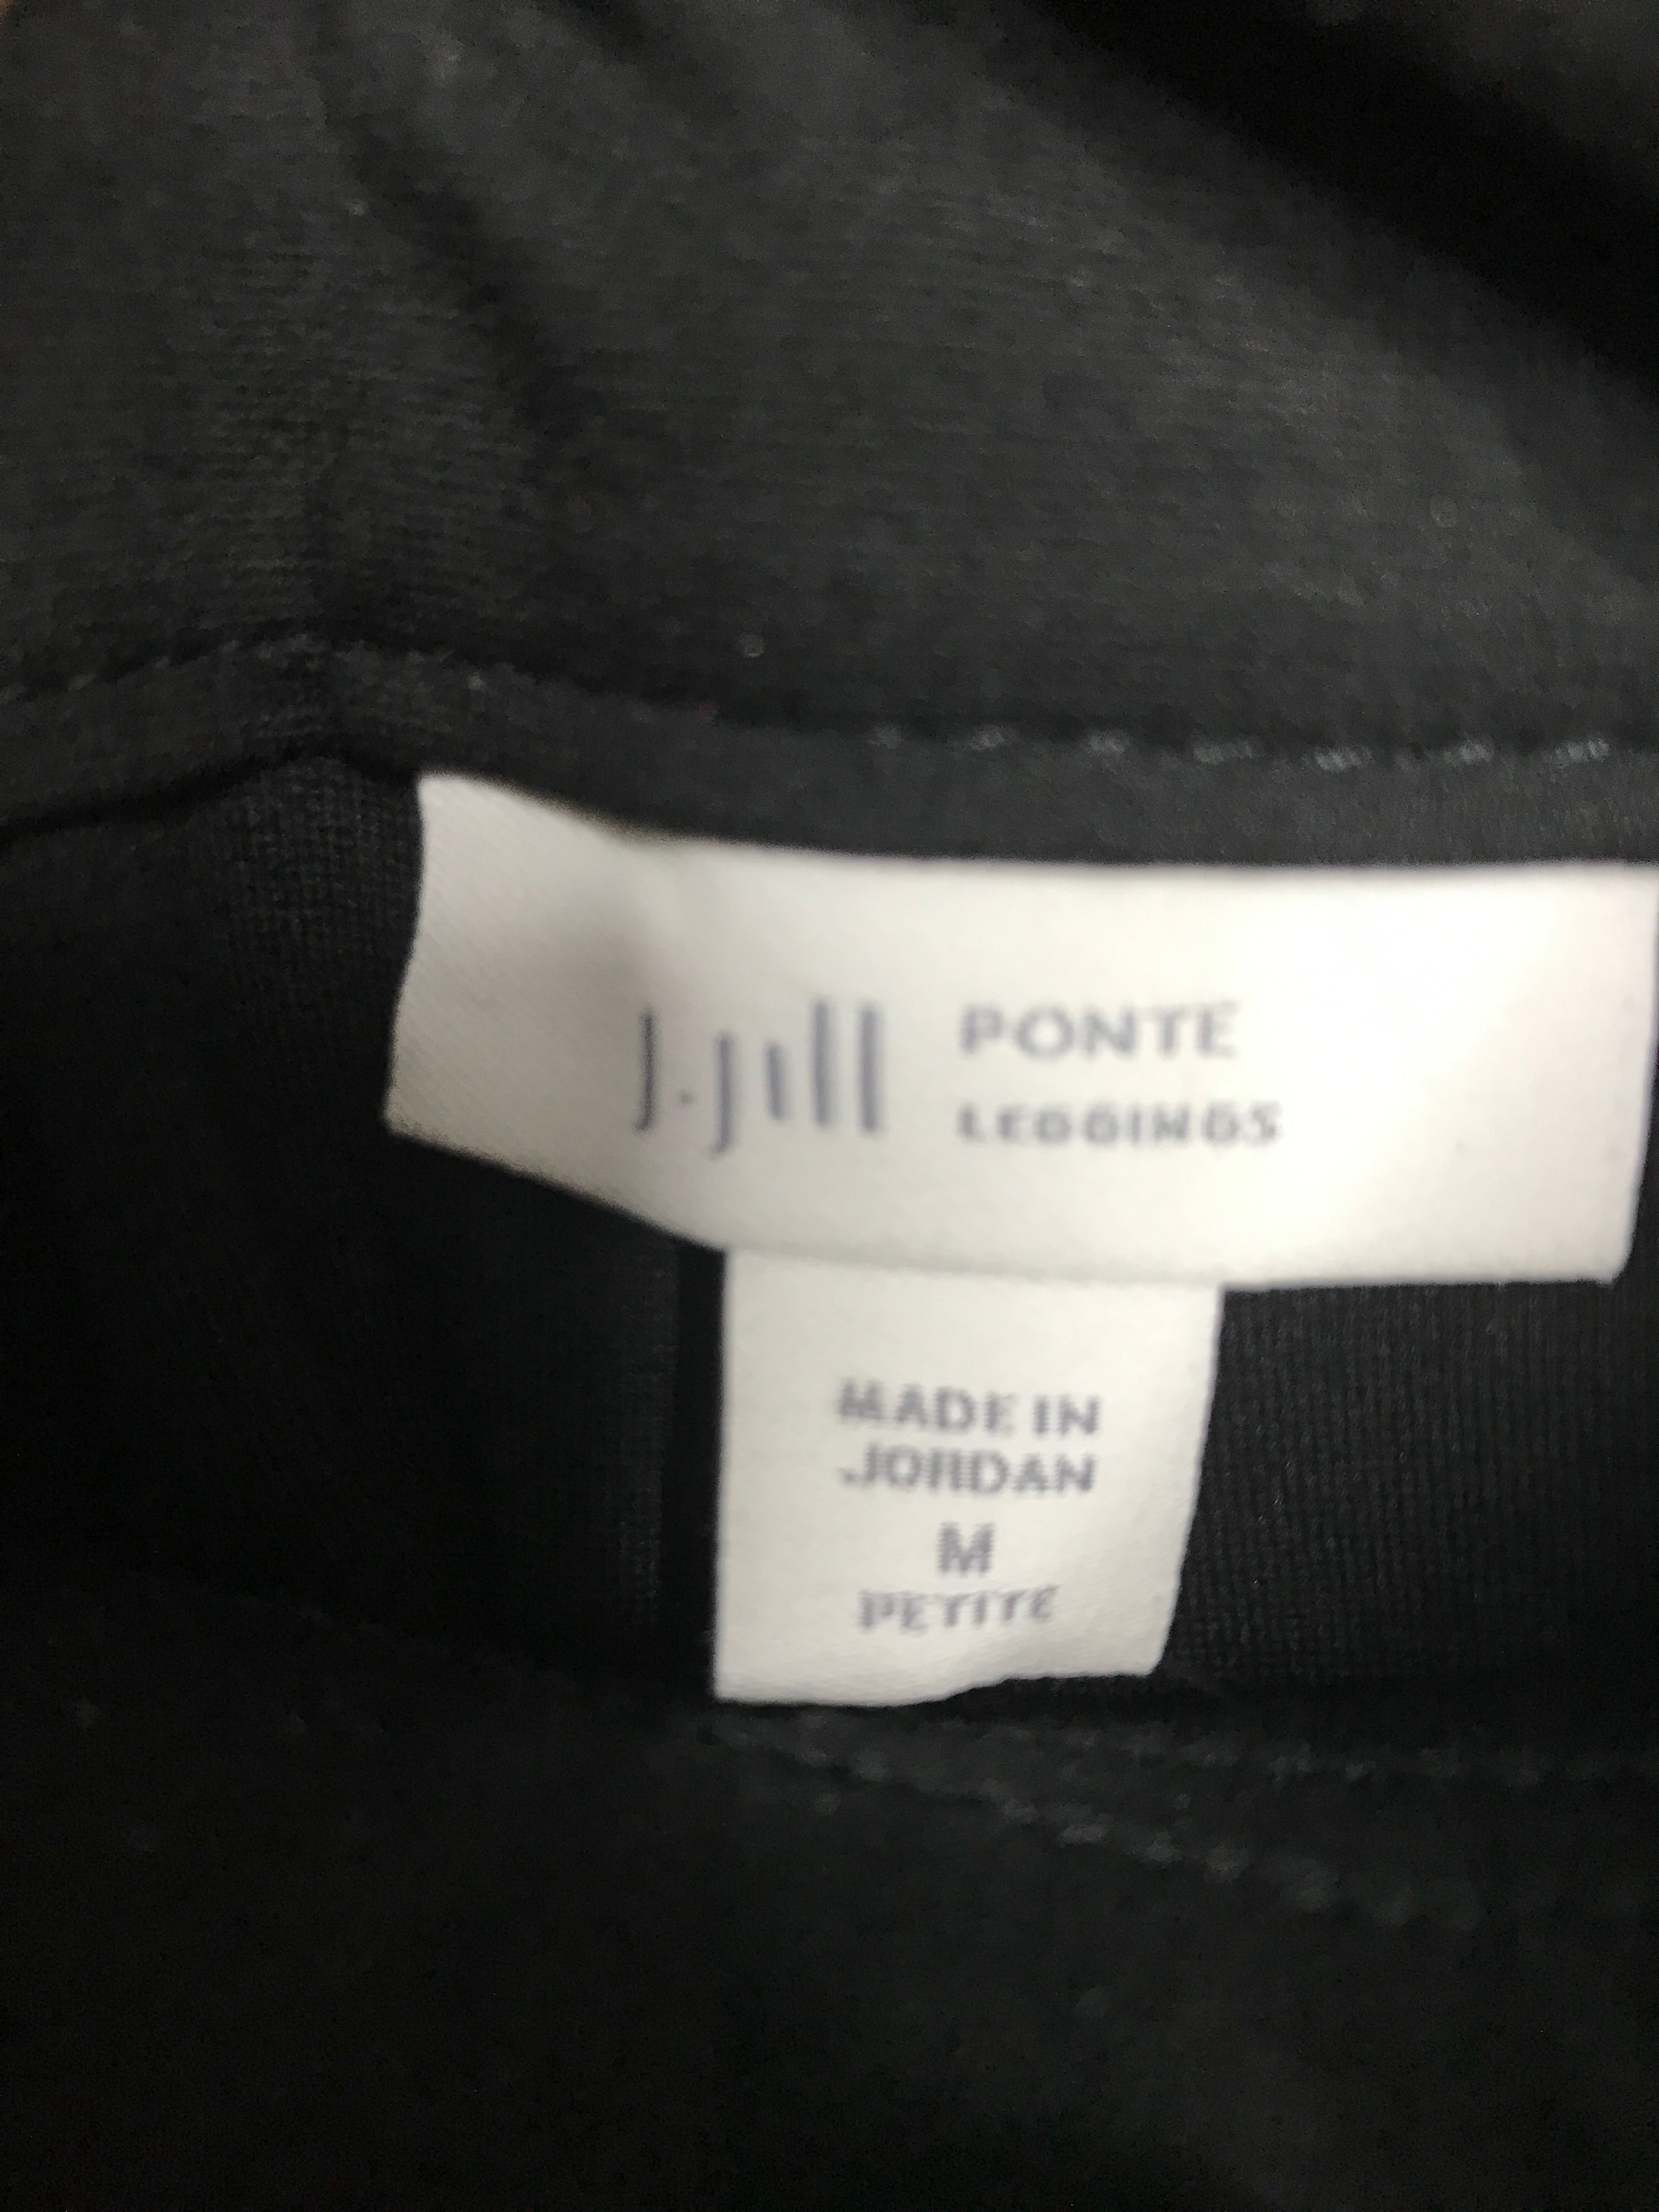 J.Jill PONTE
LEGGINGS
MADE IN
JORDAN
M
PETITE